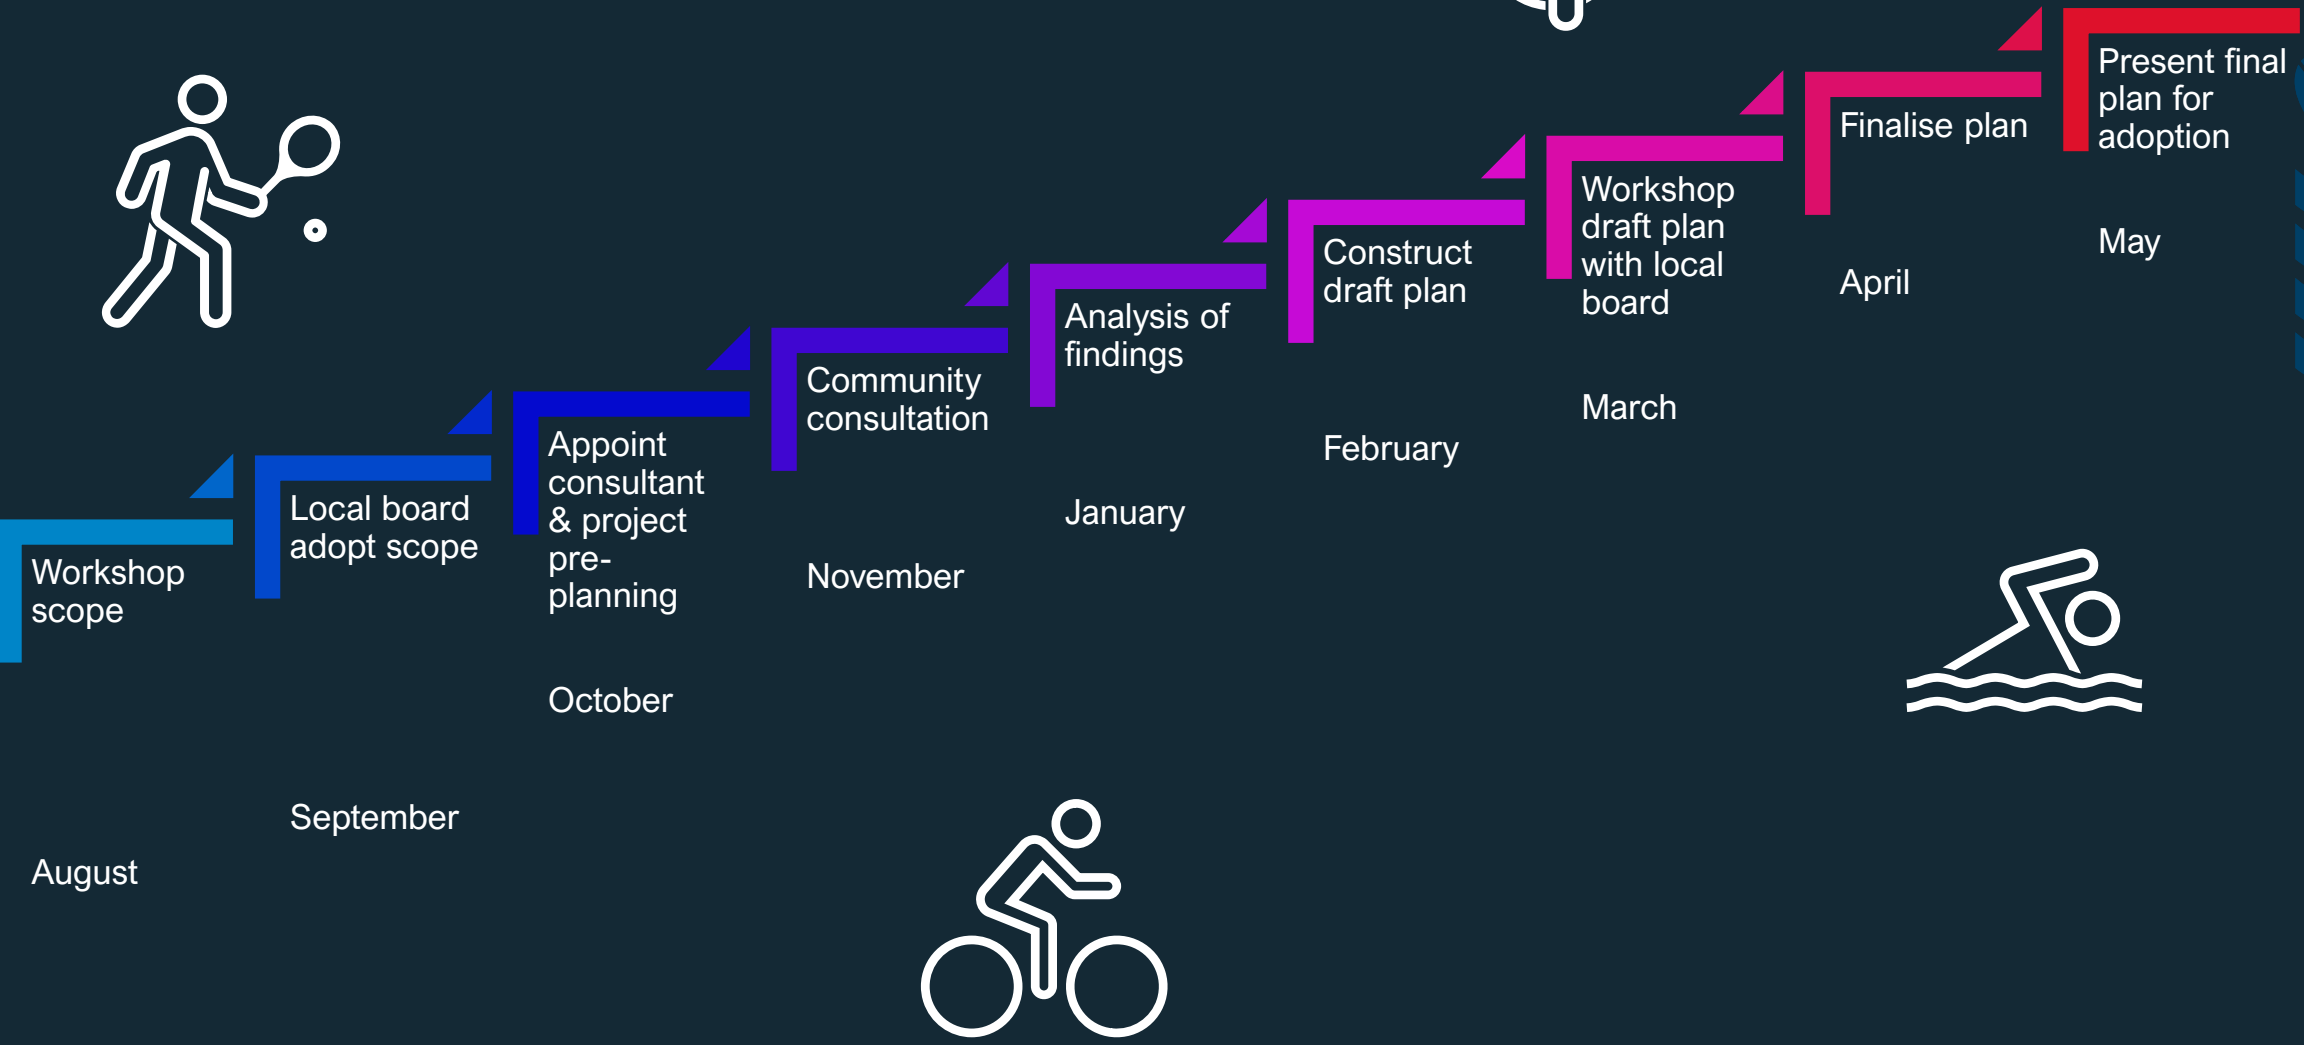 Workshop
scope
August
Local board
adopt scope
September
Appoint
consultant
& project
pre-
planning
October
Community
consultation
November
Analysis of
findings
January
Construct
draft plan
February
Workshop
draft plan
with local
board
March
Finalise plan
April
Present final
plan for
adoption
May